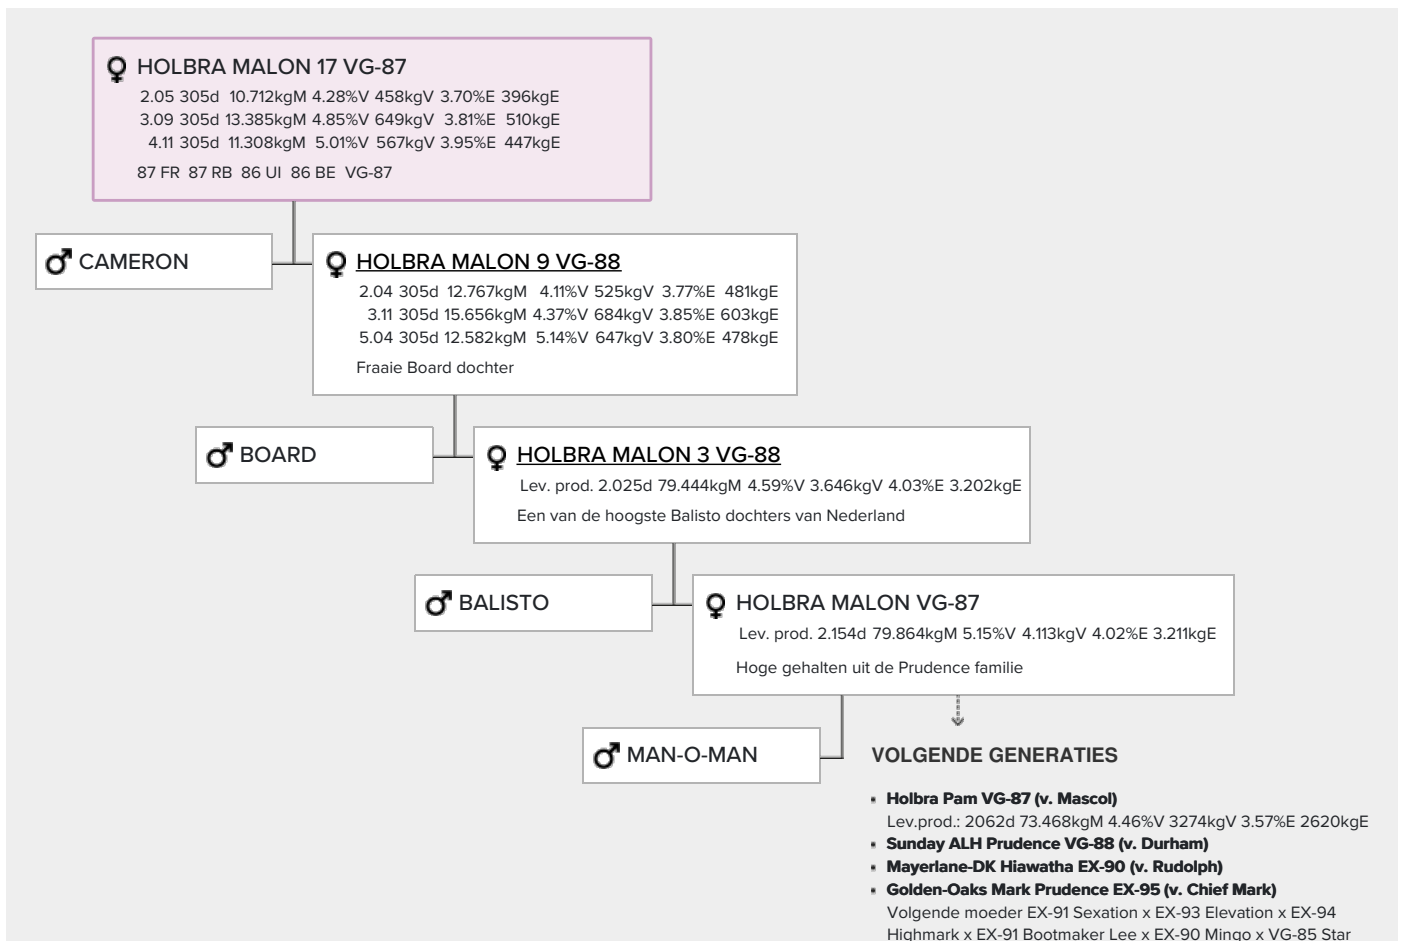 HOLBRA MALON 17 VG-87
2.05 305d 10.712kgM 4.28%V 458kgV 3.70%E 396kgE
3.09 305d 13.385kgM 4.85%V 649kgV 3.81%E 510kgE
4.11 305d 11.308kgM 5.01%V 567kgV 3.95%E 447kgE
87 FR 87 RB 86 UI 86 BE VG-87
CAMERON
HOLBRA MALON 9 VG-88
2.04 305d 12.767kgM 4.11%V 525kgV 3.77%E 481kgE
3.11 305d 15.656kgM 4.37%V 684kgV 3.85%E 603kgE
5.04 305d 12.582kgM 5.14%V 647kgV 3.80%E 478kgE
Fraaie Board dochter
BOARD
HOLBRA MALON 3 VG-88
Lev. prod. 2.025d 79.444kgM 4.59%V 3.646kgV 4.03%E 3.202kgE
Een van de hoogste Balisto dochters van Nederland
BALISTO
HOLBRA MALON VG-87
Lev. prod. 2.154d 79.864kgM 5.15%V 4.113kgV 4.02%E 3.211kgE
Hoge gehalten uit de Prudence familie
MAN-O-MAN
VOLGENDE GENERATIES
Holbra Pam VG-87 (v. Mascol)
Lev.prod.: 2062d 73.468kgM 4.46%V 3274kgV 3.57%E 2620kgE
Sunday ALH Prudence VG-88 (v. Durham)
Mayerlane-DK Hiawatha EX-90 (v. Rudolph)
Golden-Oaks Mark Prudence EX-95 (v. Chief Mark)
Volgende moeder EX-91 Sexation x EX-93 Elevation x EX-94
Highmark x EX-91 Bootmaker Lee x EX-90 Mingo x VG-85 Star